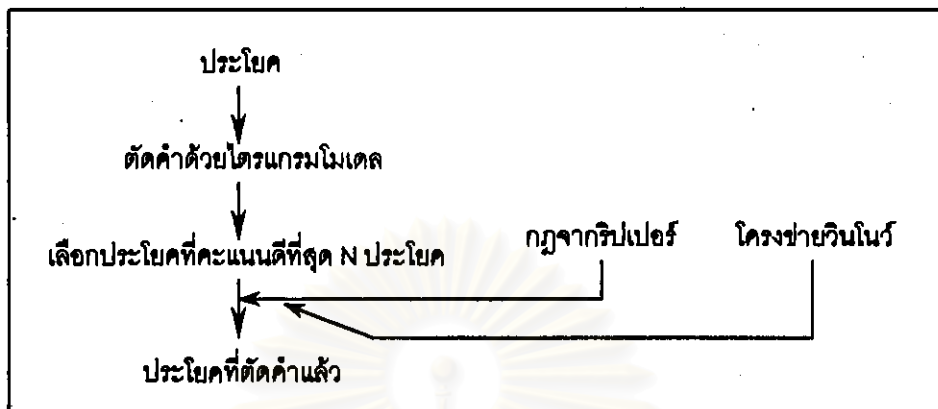 ประโยค
ตัดคำด้วยไตรแกรมโมเดล
เลือกประโยคที่คะแนนดีที่สุด N ประโยค
กฎจากริปเปอร์
โครงข่ายวินโนว์
ประโยคที่ตัดคำแล้ว